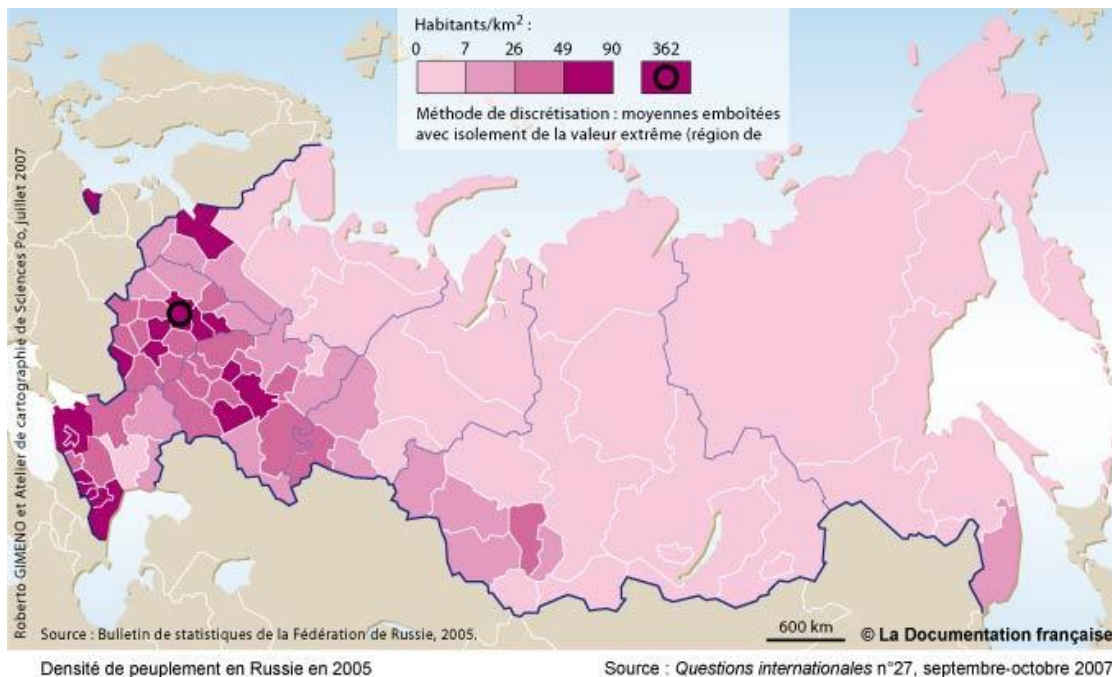 Habitants/km² :
0 7 26 49 90 362
Méthode de discrétisation : moyennes emboîtées
avec isolement de la valeur extrême (région de
Roberto GIMENO et Atelier de cartographie de Sciences Po, juillet 2007
Source : Bulletin de statistiques de la Fédération de Russie, 2005.
600 km
© La Documentation française
Densité de peuplement en Russie en 2005
Source : Questions internationales n°27, septembre-octobre 2007